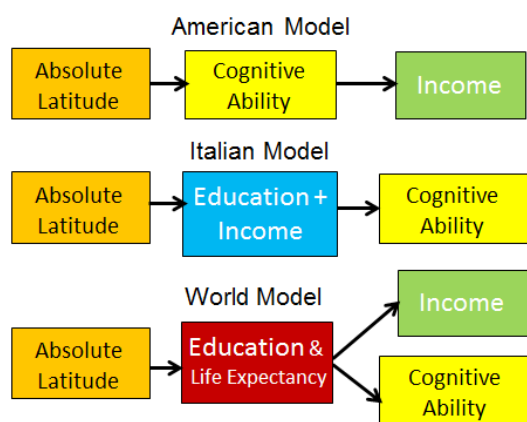 American Model
Absolute
Latitude
Cognitive
Ability
Income
Italian Model
Absolute
Latitude
Education +
Income
Cognitive
Ability
World Model
Absolute
Latitude
Education &
Life Expectancy
Income
Cognitive
Ability